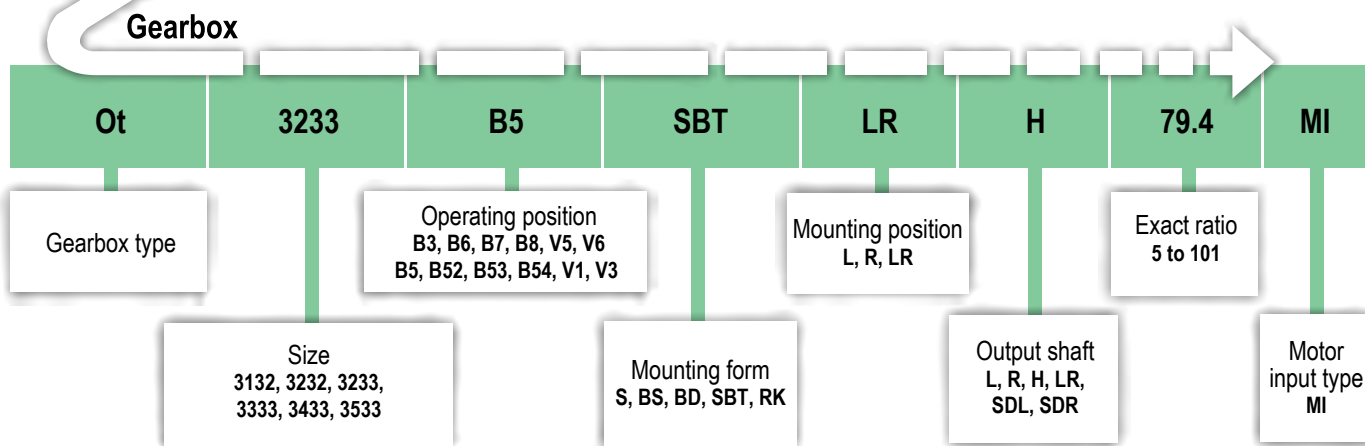 Gearbox
Ot 3233 B5 SBT LR H 79.4 MI
Gearbox type
Operating position
B3, B6, B7, B8, V5, V6
B5, B52, B53, B54, V1, V3
Mounting position
L, R, LR
Exact ratio
5 to 101
Size
3132, 3232, 3233,
3333, 3433, 3533
Mounting form
S, BS, BD, SBT, RK
Output shaft
L, R, H, LR,
SDL, SDR
Motor
input type
MI